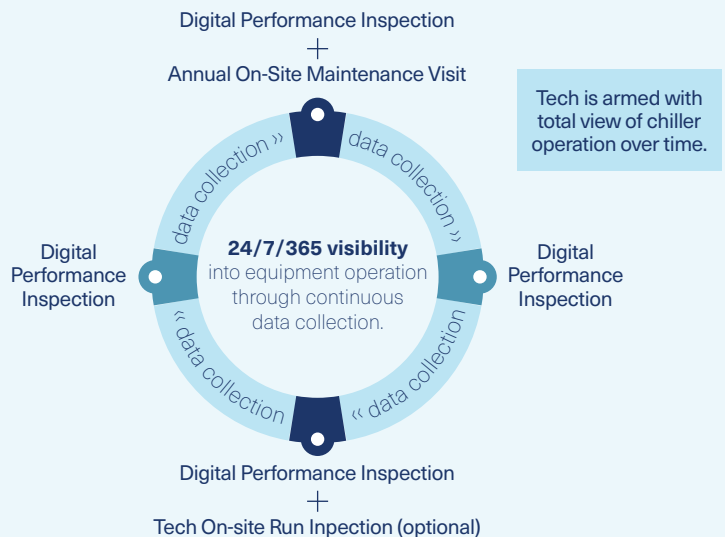 Digital Performance Inspection
+
Annual On-Site Maintenance Visit
Tech is armed with
total view of chiller
operation over time.
data collection »
data collection »
Digital
Performance
Inspection
24/7/365 visibility
into equipment operation
through continuous
data collection.
Digital
Performance
Inspection
« data collection
« data collection
Digital Performance Inspection
+
Tech On-site Run Inpection (optional)